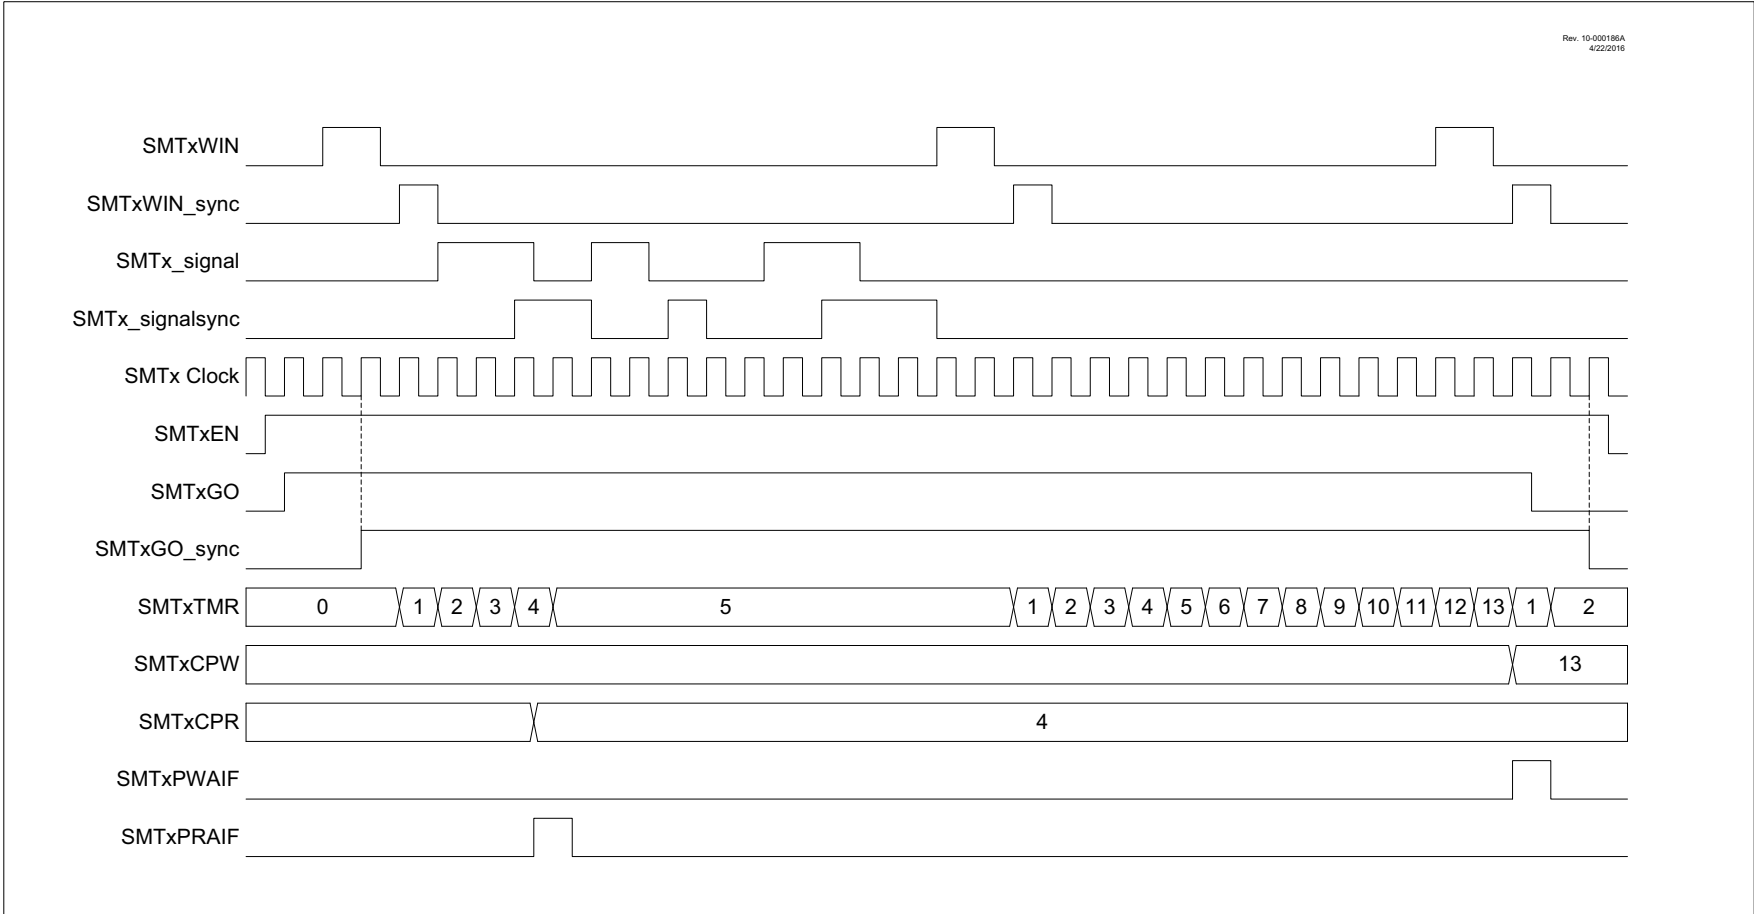 Rev. 10-000186A
4/22/2016
SMTxWIN
SMTxWIN_sync
SMTx_signal
SMTx_signalsync
SMTx Clock
SMTxEN
SMTxGO
SMTxGO_sync
SMTxTMR 0 1 2 3 4 5 1 2 3 4 5 6 7 8 9 10 11 12 13 1 2
SMTxCPW 13
SMTxCPR 4
SMTxPWAIF
SMTxPRAIF